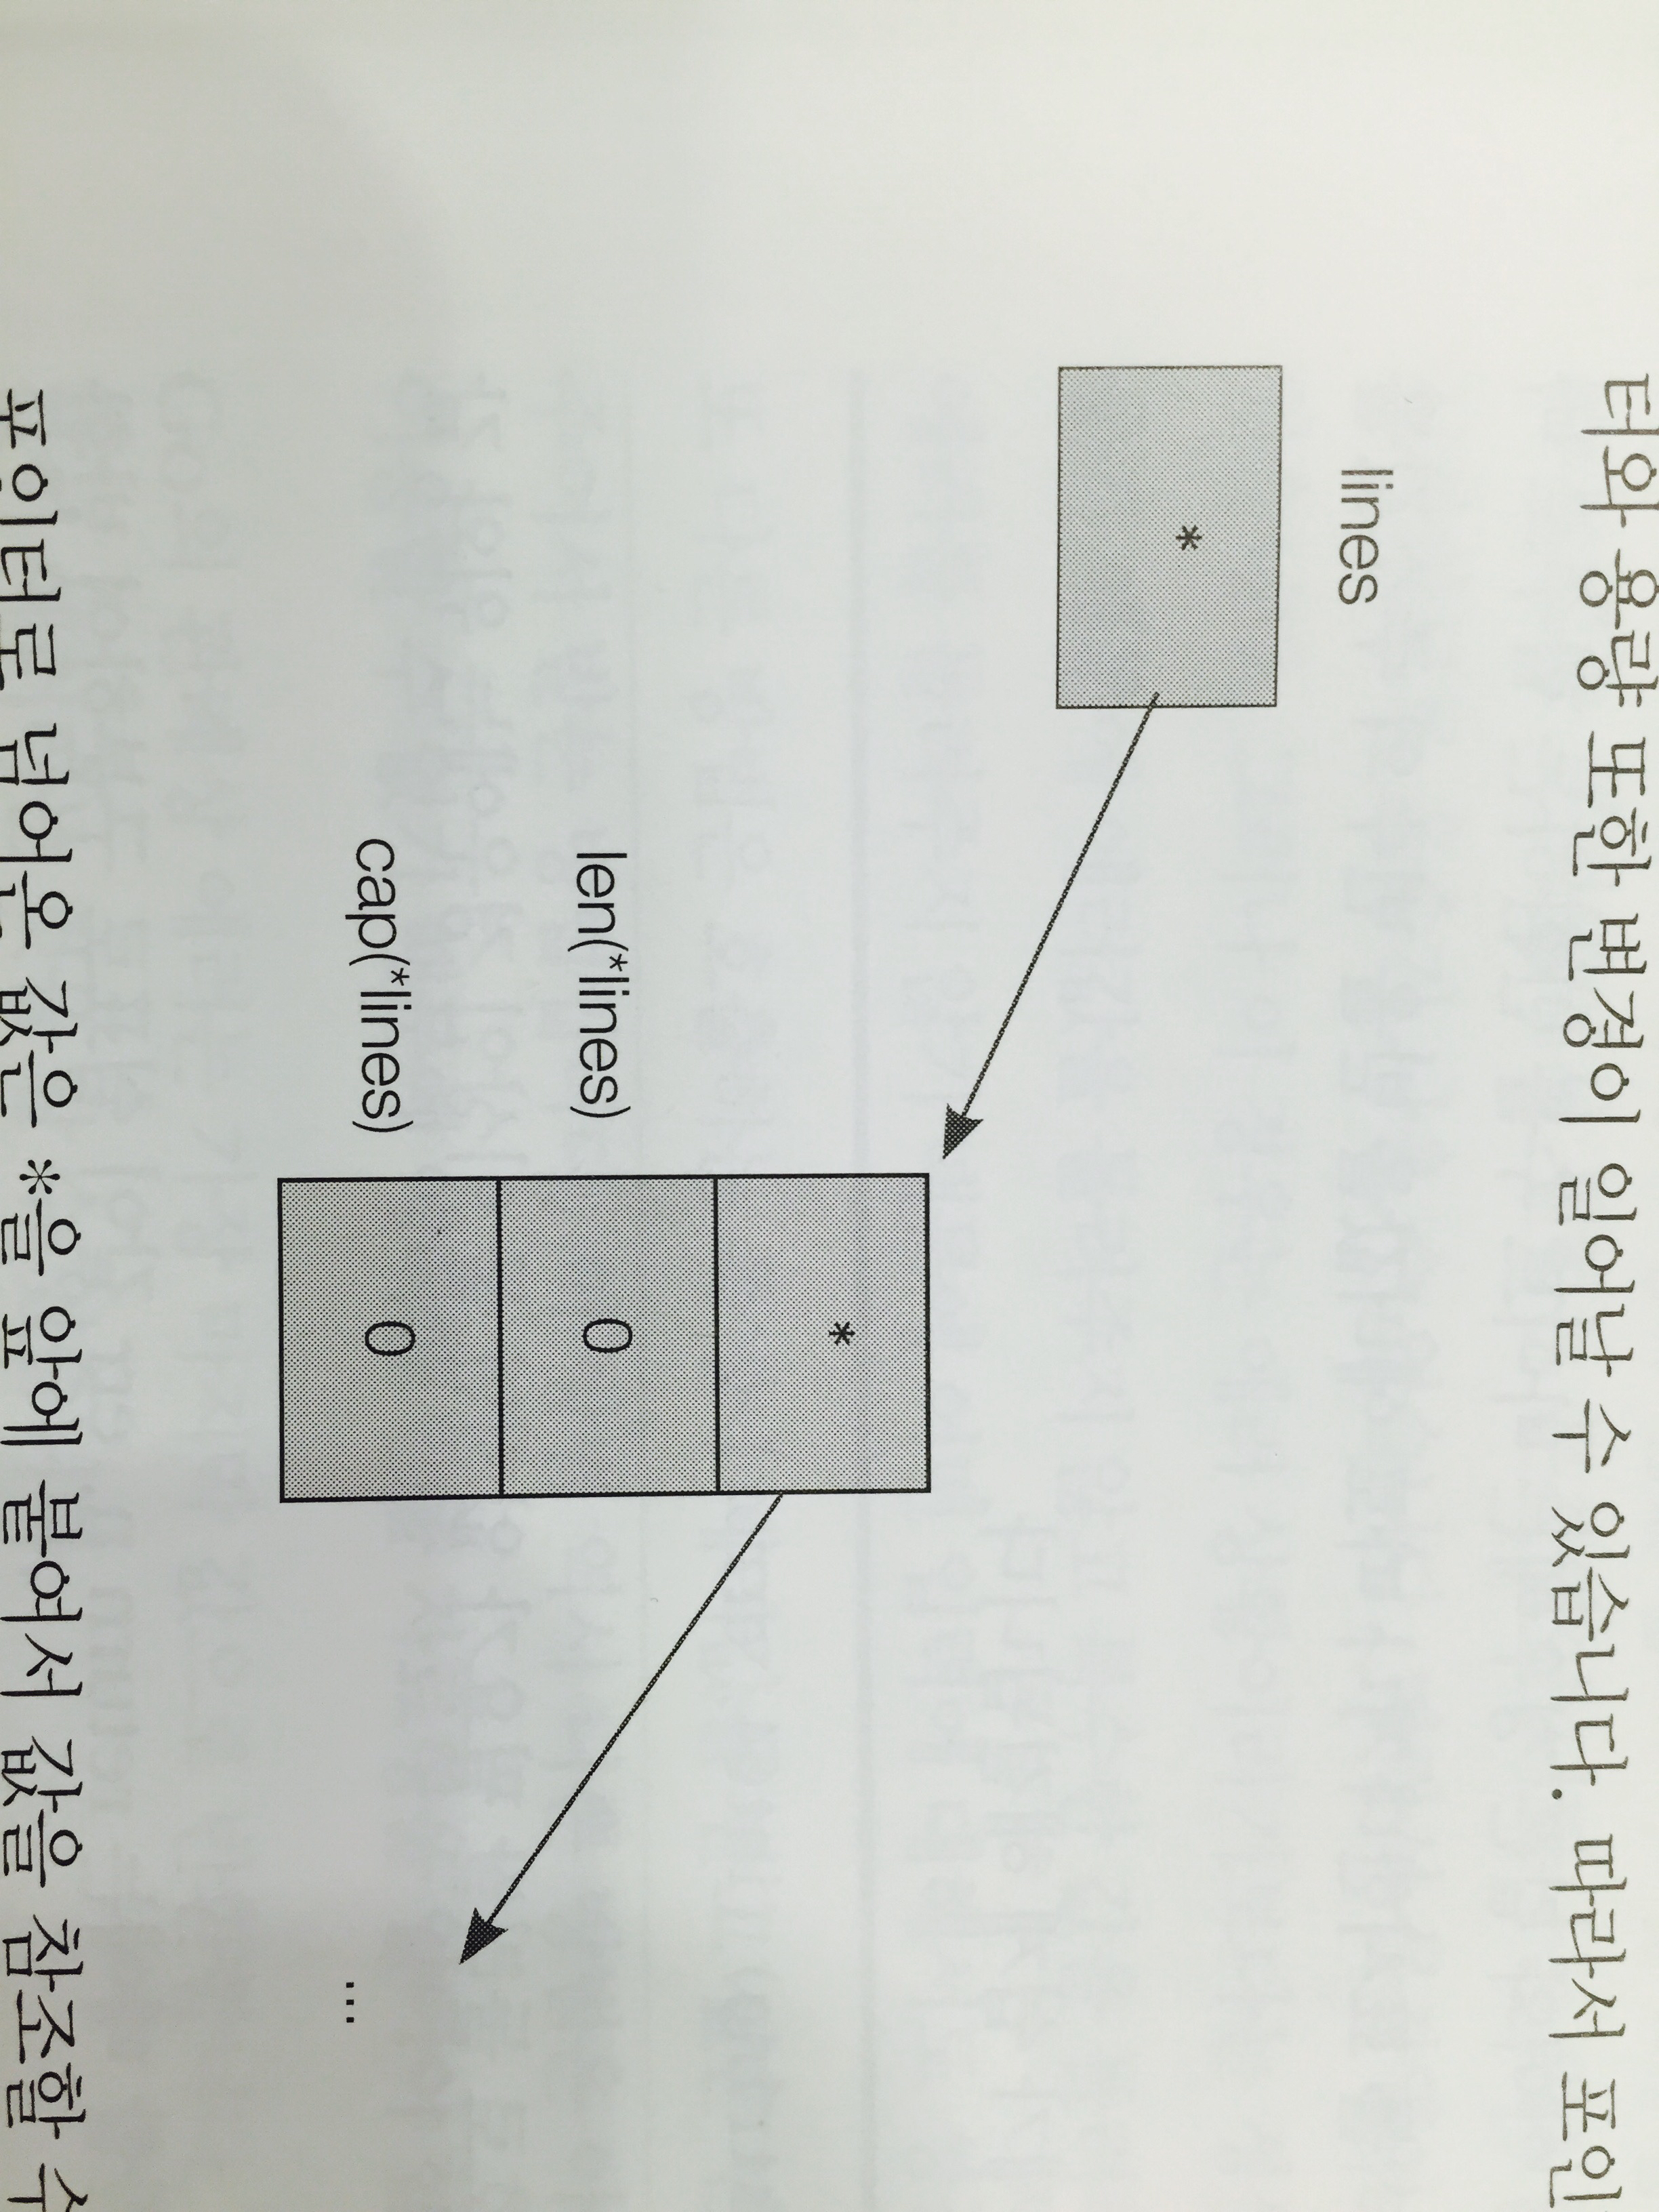 터와 용량 또한 변경이 일어날 수 있습니다. 따라서 포인
lines
*
*
len(*lines) 0
cap(*lines) 0
...
포인터로 넘어온 값은 *을 앞에 붙여서 값을 참조할 수